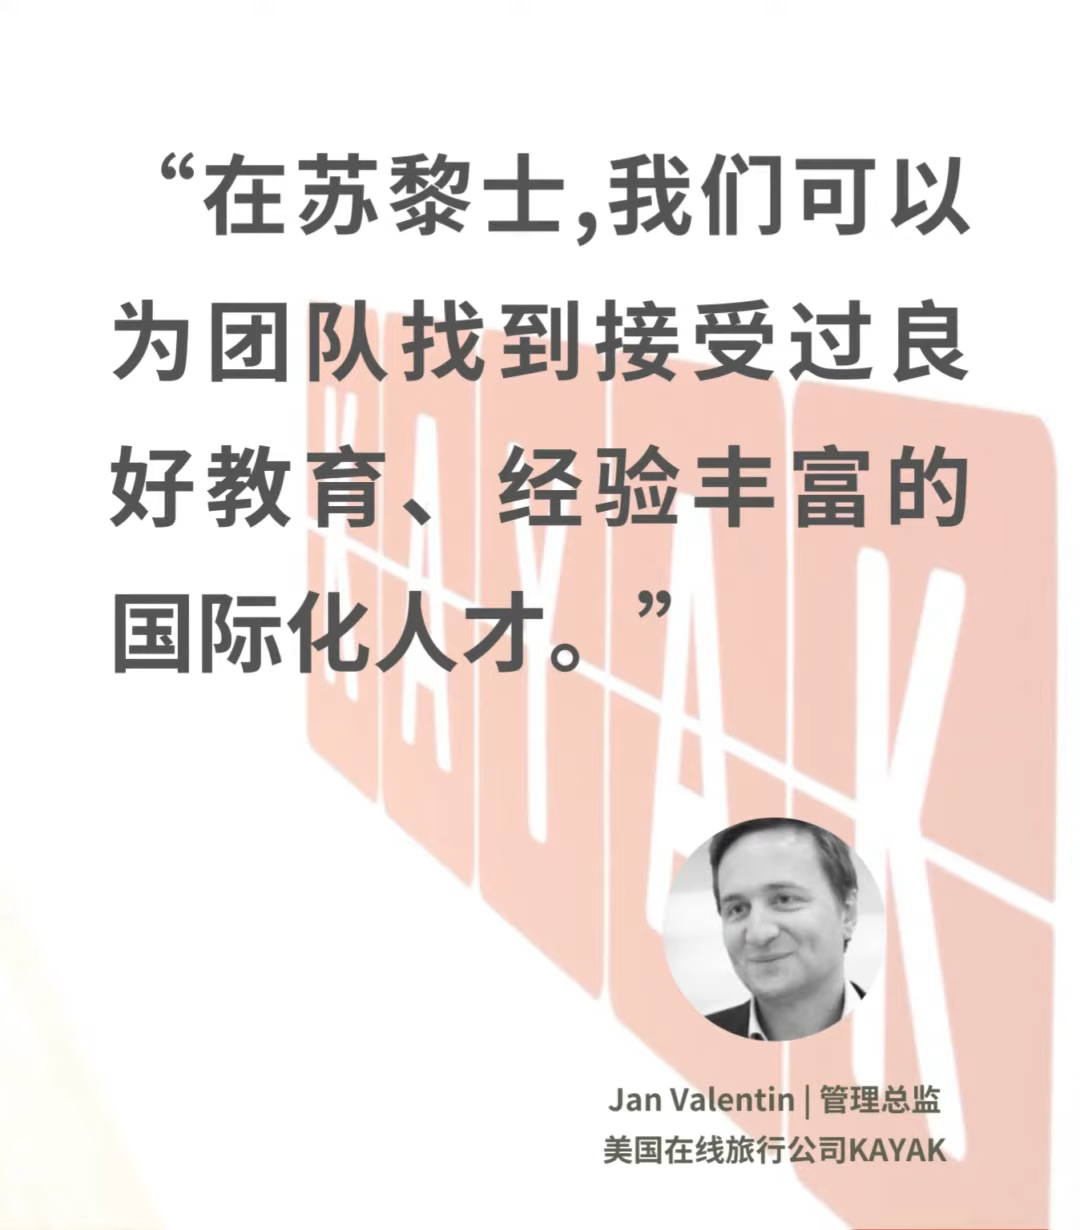 “在苏黎士,我们可以
为团队找到接受过良
好教育、经验丰富的
国际化人才。”
KAYAK
Jan Valentin | 管理总监
美国在线旅行公司KAYAK